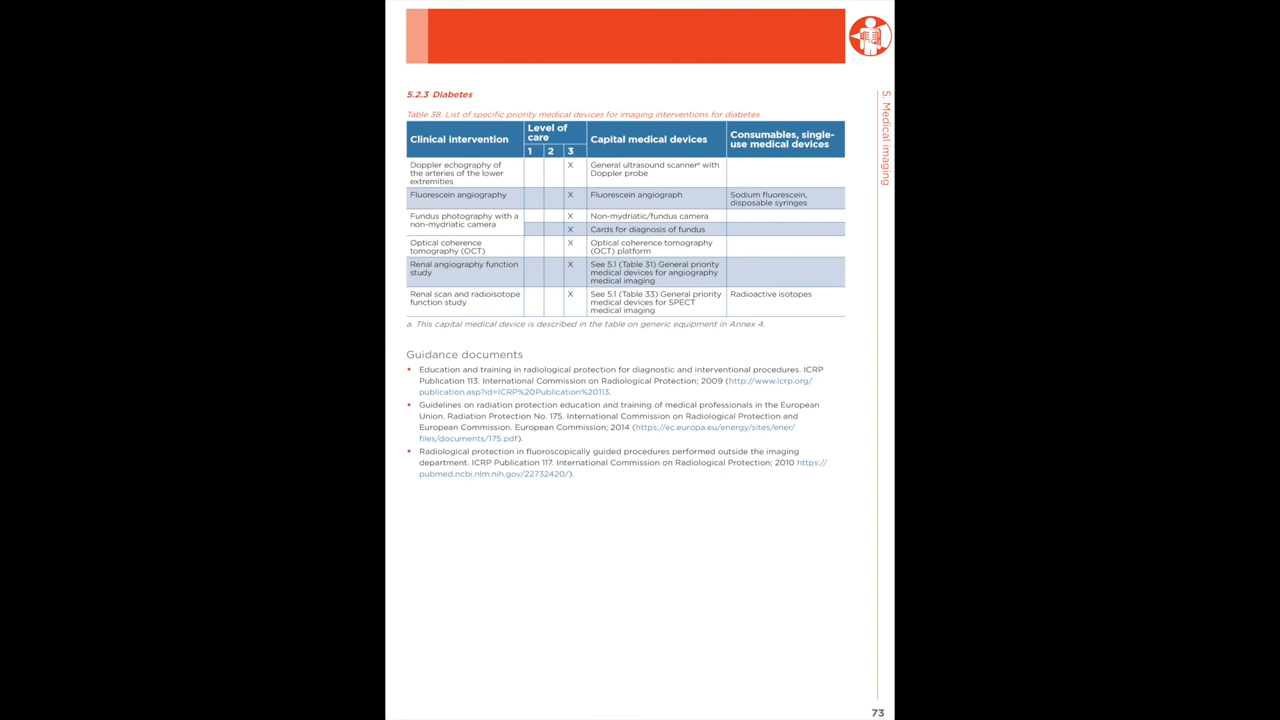 5.2.3 Diabetes
Table 38. List of specific priority medical devices for imaging interventions for diabetes
Clinical intervention
Level of
care
1 2 3
Capital medical devices
Consumables, single-
use medical devices
Doppler echography of
the arteries of the lower
extremities
X
General ultrasound scannerᵃ with
Doppler probe
Fluorescein angiography
X
Fluorescein angiograph
Sodium fluorescein,
disposable syringes
Fundus photography with a
non-mydriatic camera
X
Non-mydriatic/fundus camera
X
Cards for diagnosis of fundus
Optical coherence
tomography (OCT)
X
Optical coherence tomography
(OCT) platform
Renal angiography function
study
X
See 5.1 (Table 31) General priority
medical devices for angiography
medical imaging
Renal scan and radioisotope
function study
X
See 5.1 (Table 33) General priority
medical devices for SPECT
medical imaging
Radioactive isotopes
a. This capital medical device is described in the table on generic equipment in Annex 4.
Guidance documents
• Education and training in radiological protection for diagnostic and interventional procedures. ICRP
Publication 113. International Commission on Radiological Protection; 2009 (http://www.icrp.org/
publication.asp?id=ICRP%20Publication%20113.
• Guidelines on radiation protection education and training of medical professionals in the European
Union. Radiation Protection No. 175. International Commission on Radiological Protection and
European Commission. European Commission; 2014 (https://ec.europa.eu/energy/sites/ener/
files/documents/175.pdf).
• Radiological protection in fluoroscopically guided procedures performed outside the imaging
department. ICRP Publication 117. International Commission on Radiological Protection; 2010 https://
pubmed.ncbi.nlm.nih.gov/22732420/).
5. Medical imaging
73